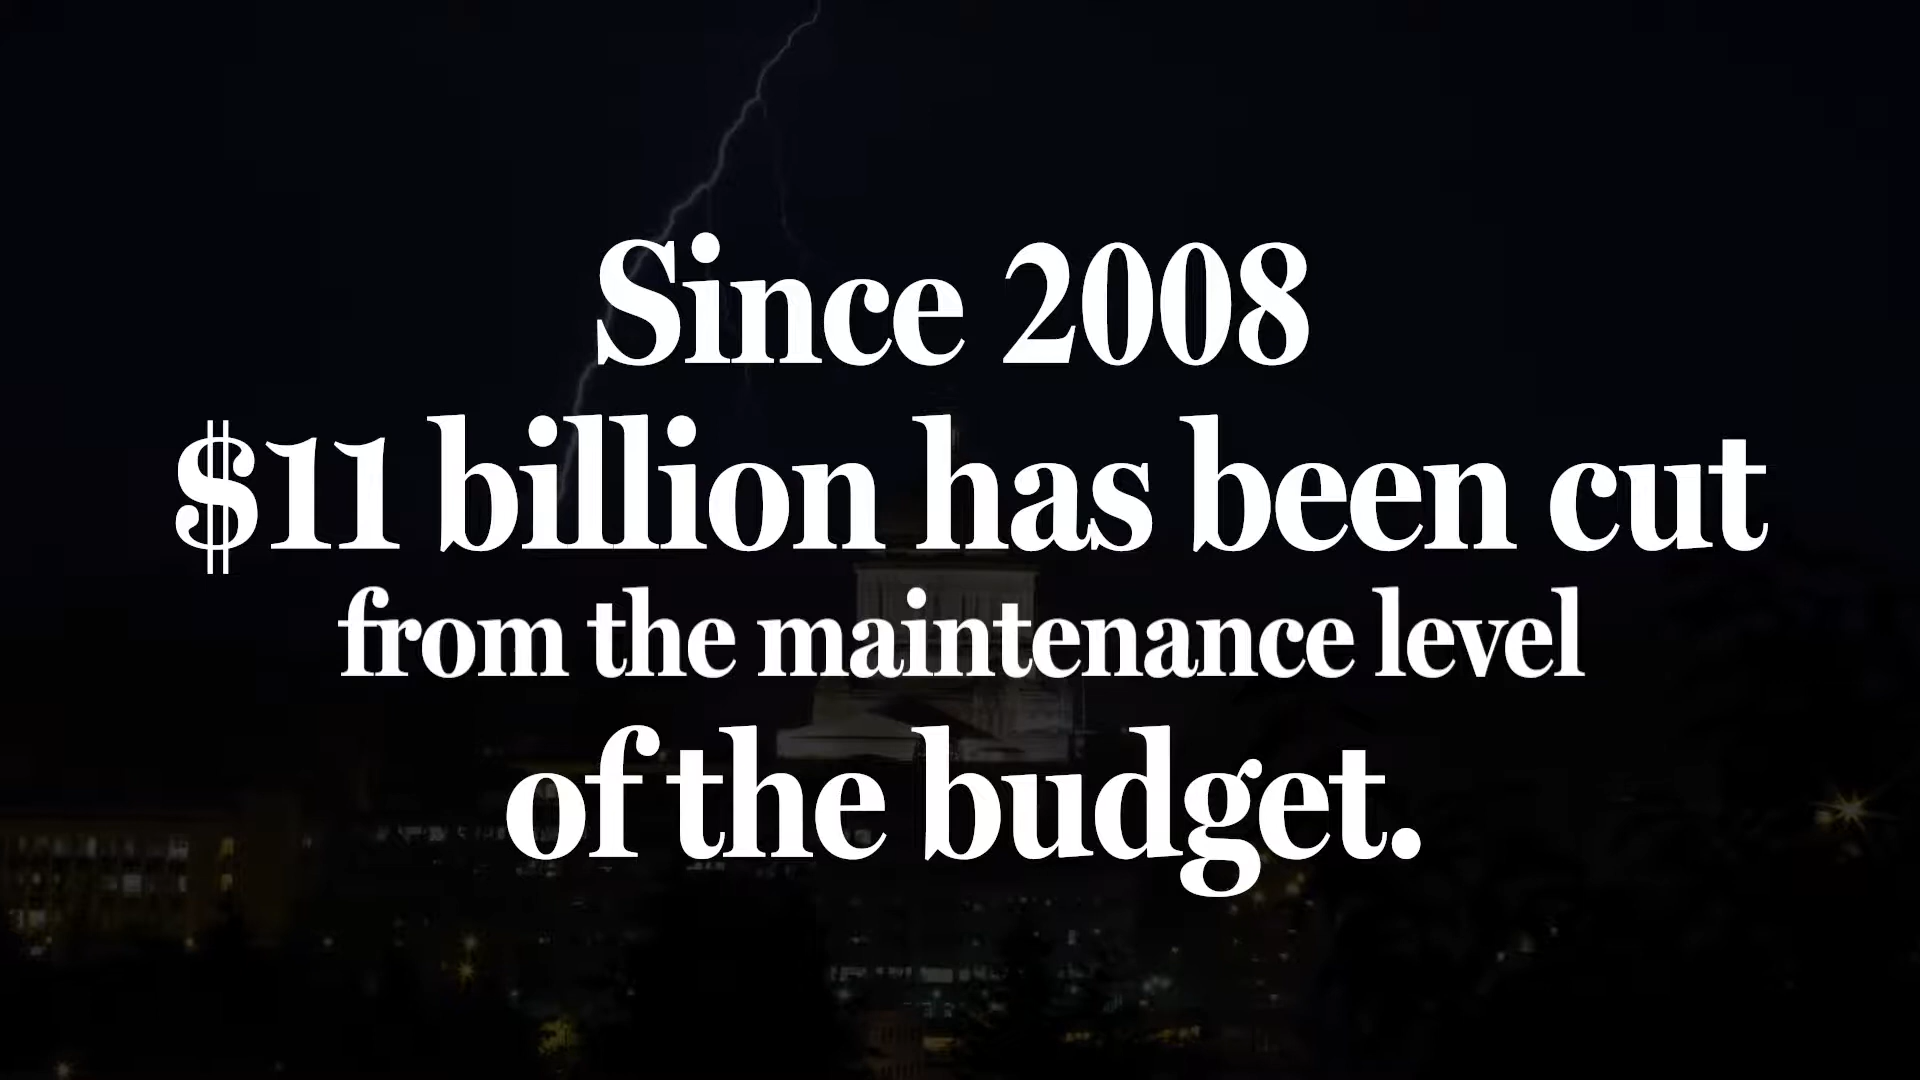 Since 2008
$11 billion has been cut
from the maintenance level
of the budget.